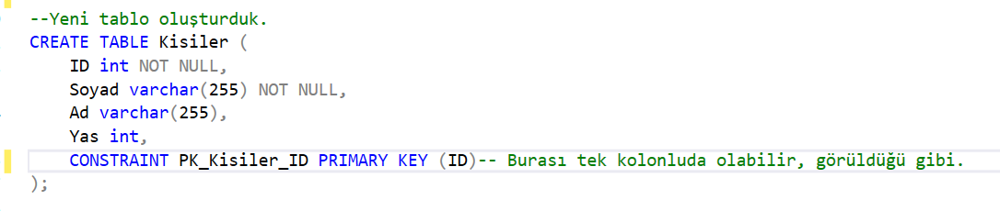 --Yeni tablo oluşturduk.
CREATE TABLE Kisiler (
    ID int NOT NULL,
    Soyad varchar(255) NOT NULL,
    Ad varchar(255),
    Yas int,
    CONSTRAINT PK_Kisiler_ID PRIMARY KEY (ID)-- Burası tek kolonluda olabilir, görüldüğü gibi.
);